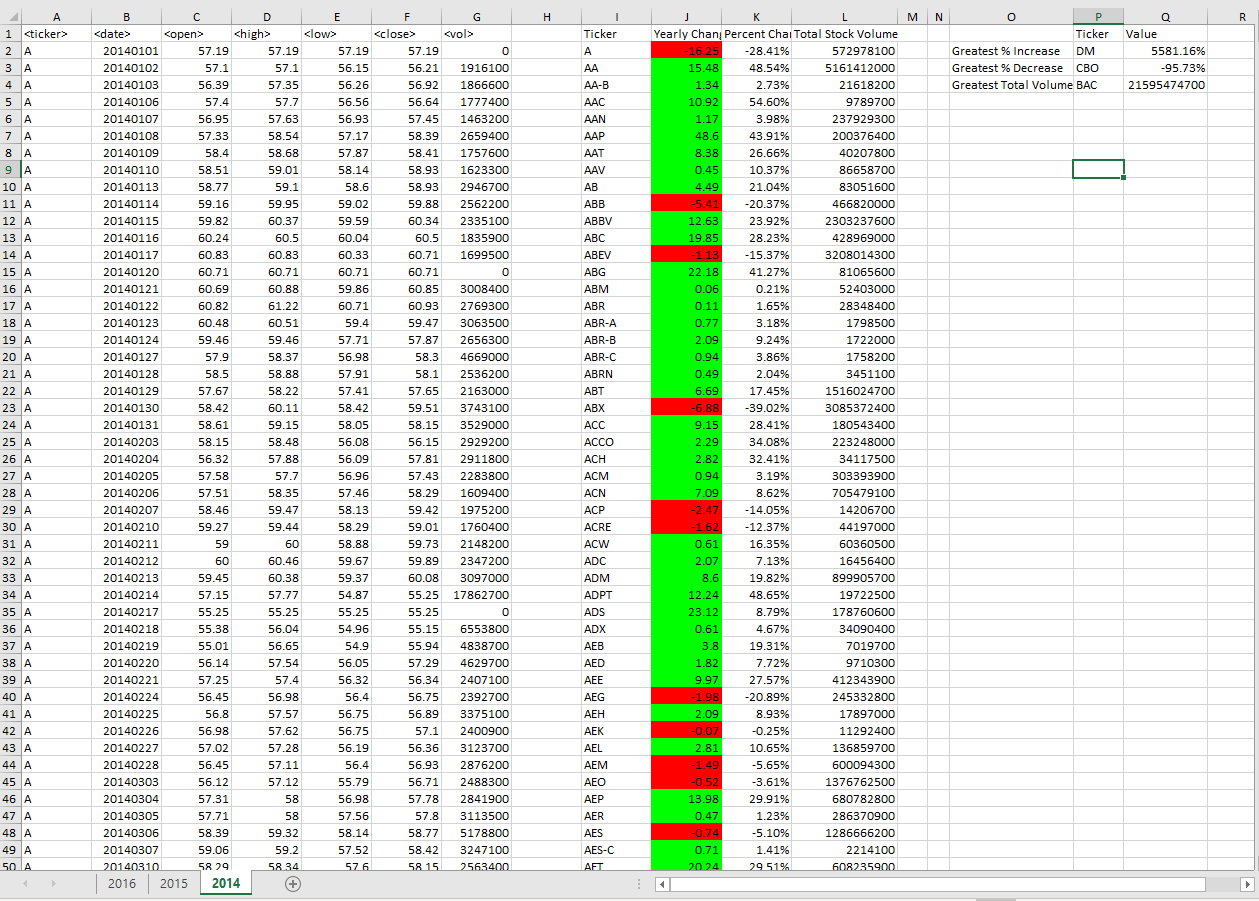 A B C D E F G H I J K L M N O P Q R
1 <ticker> <date> <open> <high> <low> <close> <vol> Ticker Yearly Chang Percent Chai Total Stock Volume Ticker Value
2 A 20140101 57.19 57.19 57.19 57.19 0 A -16.25 -28.41% 572978100 Greatest % Increase DM 5581.16%
3 A 20140102 57.1 57.1 56.15 56.21 1916100 AA 15.48 48.54% 5161412000 Greatest % Decrease CBO -95.73%
4 A 20140103 56.39 57.35 56.26 56.92 1866600 AA-B 1.34 2.73% 21618200 Greatest Total Volume BAC 21595474700
5 A 20140106 57.4 57.7 56.56 56.64 1777400 AAC 10.92 54.60% 9789700
6 A 20140107 56.95 57.63 56.93 57.45 1463200 AAN 1.17 3.98% 237929300
7 A 20140108 57.33 58.54 57.17 58.39 2659400 AAP 48.6 43.91% 200376400
8 A 20140109 58.4 58.68 57.87 58.41 1757600 AAT 8.38 26.66% 40207800
9 A 20140110 58.51 59.01 58.14 58.93 1623300 AAV 0.45 10.37% 86658700
10 A 20140113 58.77 59.1 58.6 58.93 2946700 AB 4.49 21.04% 83051600
11 A 20140114 59.16 59.95 59.02 59.88 2562200 ABB -5.41 -20.37% 466820000
12 A 20140115 59.82 60.37 59.59 60.34 2335100 ABBV 12.63 23.92% 2303237600
13 A 20140116 60.24 60.5 60.04 60.5 1835900 ABC 19.85 28.23% 428969000
14 A 20140117 60.83 60.83 60.33 60.71 1699500 ABEV -1.13 -15.37% 3208014300
15 A 20140120 60.71 60.71 60.71 60.71 0 ABG 22.18 41.27% 81065600
16 A 20140121 60.69 60.88 59.86 60.85 3008400 ABM 0.06 0.21% 52403000
17 A 20140122 60.82 61.22 60.71 60.93 2769300 ABR 0.11 1.65% 28348400
18 A 20140123 60.48 60.51 59.4 59.47 3063500 ABR-A 0.77 3.18% 1798500
19 A 20140124 59.46 59.46 57.71 57.87 2656300 ABR-B 2.09 9.24% 1722000
20 A 20140127 57.9 58.37 56.98 58.3 4669000 ABR-C 0.94 3.86% 1758200
21 A 20140128 58.5 58.88 57.91 58.1 2536200 ABRN 0.49 2.04% 3451100
22 A 20140129 57.67 58.22 57.41 57.65 2163000 ABT 6.69 17.45% 1516024700
23 A 20140130 58.42 60.11 58.42 59.51 3743100 ABX -6.88 -39.02% 3085372400
24 A 20140131 58.61 59.15 58.05 58.15 3529000 ACC 9.15 28.41% 180543400
25 A 20140203 58.15 58.48 56.08 56.15 2929200 ACCO 2.29 34.08% 223248000
26 A 20140204 56.32 57.88 56.09 57.81 2911800 ACH 2.82 32.41% 34117500
27 A 20140205 57.58 57.7 56.96 57.43 2283800 ACM 0.94 3.19% 303393900
28 A 20140206 57.51 58.35 57.46 58.29 1609400 ACN 7.09 8.62% 705479100
29 A 20140207 58.46 59.47 58.13 59.42 1975200 ACP -2.47 -14.05% 14206700
30 A 20140210 59.27 59.44 58.29 59.01 1760400 ACRE -1.62 -12.37% 44197000
31 A 20140211 59 60 58.88 59.73 2148200 ACW 0.61 16.35% 60360500
32 A 20140212 60 60.46 59.67 59.89 2347200 ADC 2.07 7.13% 16456400
33 A 20140213 59.45 60.38 59.37 60.08 3097000 ADM 8.6 19.82% 899905700
34 A 20140214 57.15 57.77 54.87 55.25 17862700 ADPT 12.24 48.65% 19722500
35 A 20140217 55.25 55.25 55.25 55.25 0 ADS 23.12 8.79% 178760600
36 A 20140218 55.38 56.04 54.96 55.15 6553800 ADX 0.61 4.67% 34090400
37 A 20140219 55.01 56.65 54.9 55.94 4838700 AEB 3.8 19.31% 7019700
38 A 20140220 56.14 57.54 56.05 57.29 4629700 AED 1.82 7.72% 9710300
39 A 20140221 57.25 57.4 56.32 56.34 2407100 AEE 9.97 27.57% 412343900
40 A 20140224 56.45 56.98 56.4 56.75 2392700 AEG -1.98 -20.89% 245332800
41 A 20140225 56.8 57.57 56.75 56.89 3375100 AEH 2.09 8.93% 17897000
42 A 20140226 56.98 57.62 56.75 57.1 2400900 AEK -0.07 -0.25% 11292400
43 A 20140227 57.02 57.28 56.19 56.36 3123700 AEL 2.81 10.65% 136859700
44 A 20140228 56.45 57.11 56.4 56.93 2876200 AEM -1.49 -5.65% 600094300
45 A 20140303 56.12 57.12 55.79 56.71 2488300 AEO -0.52 -3.61% 1376762500
46 A 20140304 57.31 58 56.98 57.78 2841900 AEP 13.98 29.91% 680782800
47 A 20140305 57.71 58 57.56 57.8 3113500 AER 0.47 1.23% 286370900
48 A 20140306 58.39 59.32 58.14 58.77 5178800 AES -0.74 -5.10% 1286666200
49 A 20140307 59.06 59.2 57.52 58.42 3247100 AES-C 0.71 1.41% 2214100
50 A 20140310 58.29 58.34 57.6 58.15 2563400 AET 20.24 29.51% 608235900
2016 2015 2014